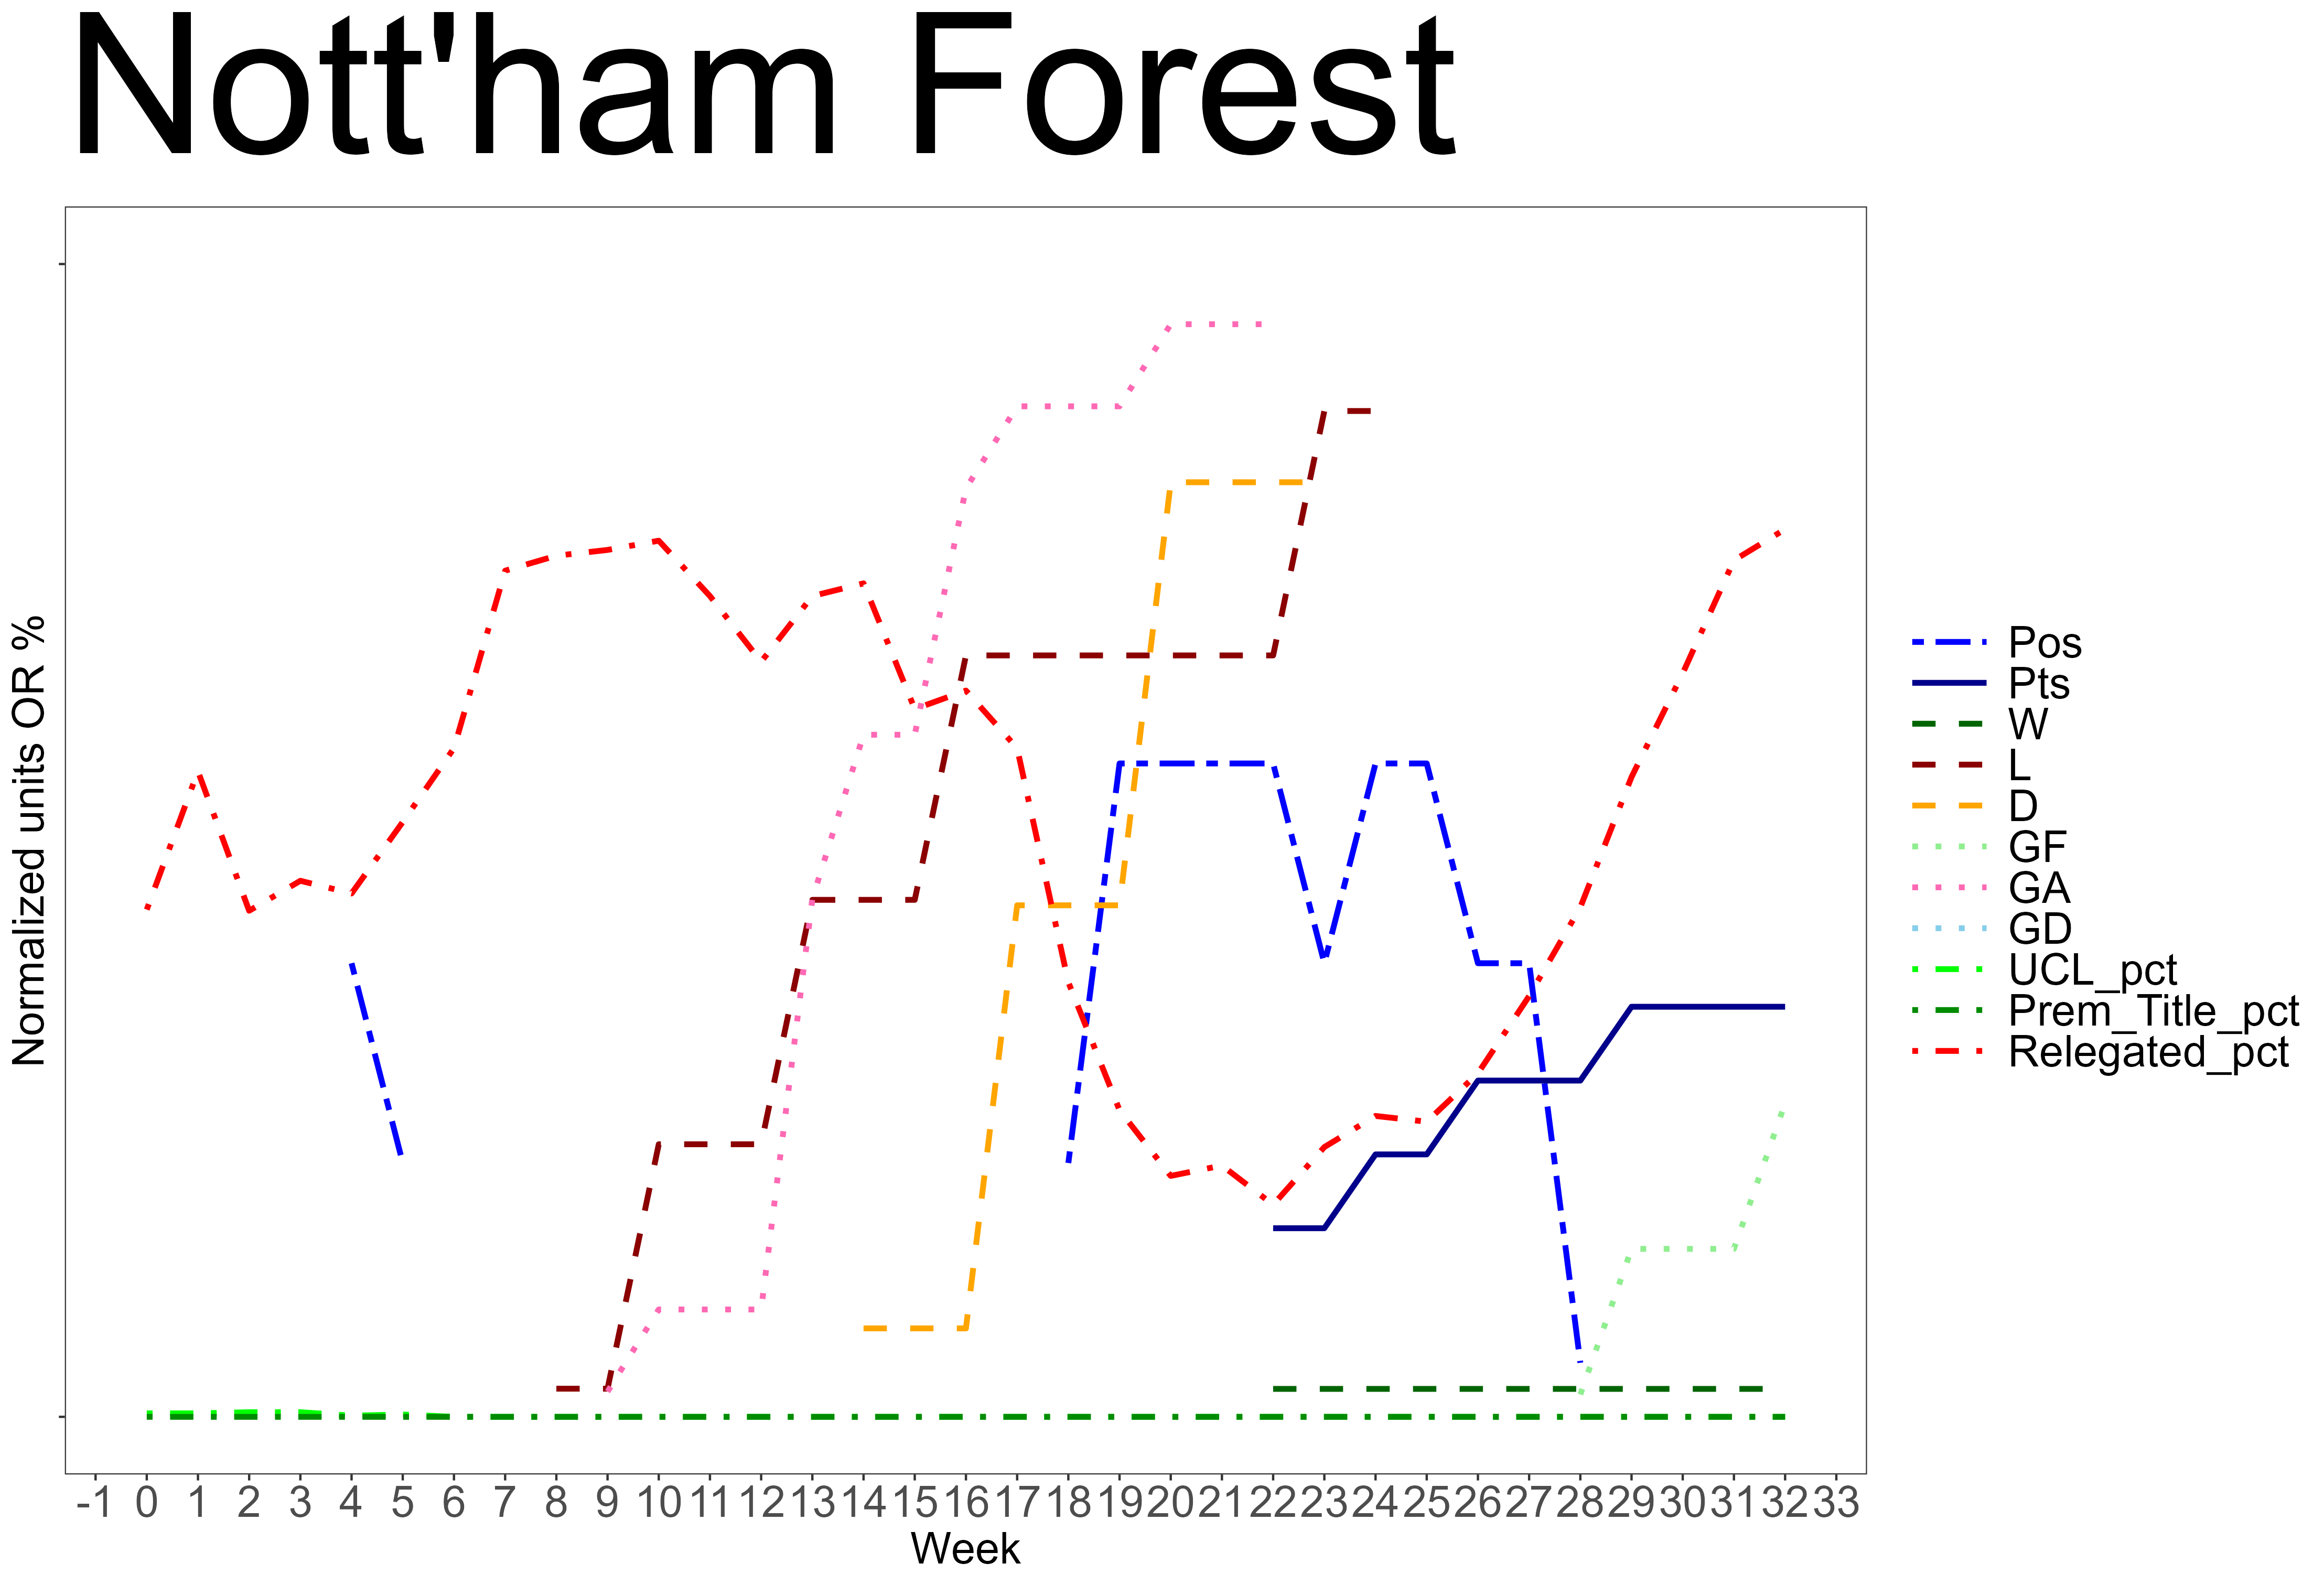 Nott'ham Forest
Normalized units OR %
Pos
Pts
W
L
D
GF
GA
GD
UCL_pct
Prem_Title_pct
Relegated_pct
-1 0 1 2 3 4 5 6 7 8 9 10 11 12 13 14 15 16 17 18 19 20 21 22 23 24 25 26 27 28 29 30 31 32 33
Week